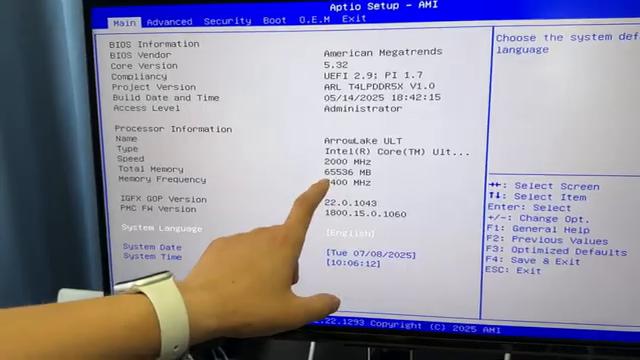 Aptio Setup - AMI
Main Advanced Security Boot O.E.M Exit
BIOS Information
BIOS Vendor American Megatrends
Core Version 5.32
Compliancy UEFI 2.9; PI 1.7
Project Version ARL T4LPDDR5X V1.0
Build Date and Time 05/14/2025 18:42:15
Access Level Administrator
Processor Information
Name ArrowLake ULT
Type Intel(R) Core(TM) Ult...
Speed 2000 MHz
Total Memory 65536 MB
Memory Frequency 400 MHz
IGFX GOP Version 22.0.1043
PMC FW Version 1800.15.0.1060
System Language [English]
System Date [Tue 07/08/2025]
System Time [10:06:12]
Choose the system def
language
→←: Select Screen
↑↓: Select Item
Enter: Select
+/-: Change Opt.
F1: General Help
F2: Previous Values
F3: Optimized Defaults
F4: Save & Exit
ESC: Exit
.22.1293 Copyright (C) 2025 AMI